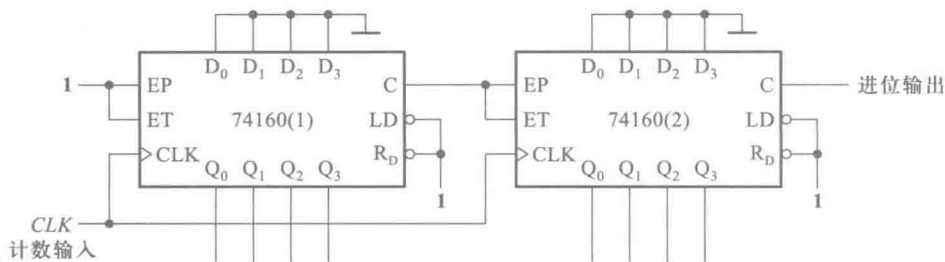 D₀ D₁ D₂ D₃ D₀ D₁ D₂ D₃
1 EP C EP C 进位输出
ET 74160(1) LD ET 74160(2) LD
CLK R_D CLK R_D
Q₀ Q₁ Q₂ Q₃ Q₀ Q₁ Q₂ Q₃
1 1
CLK
计数输入